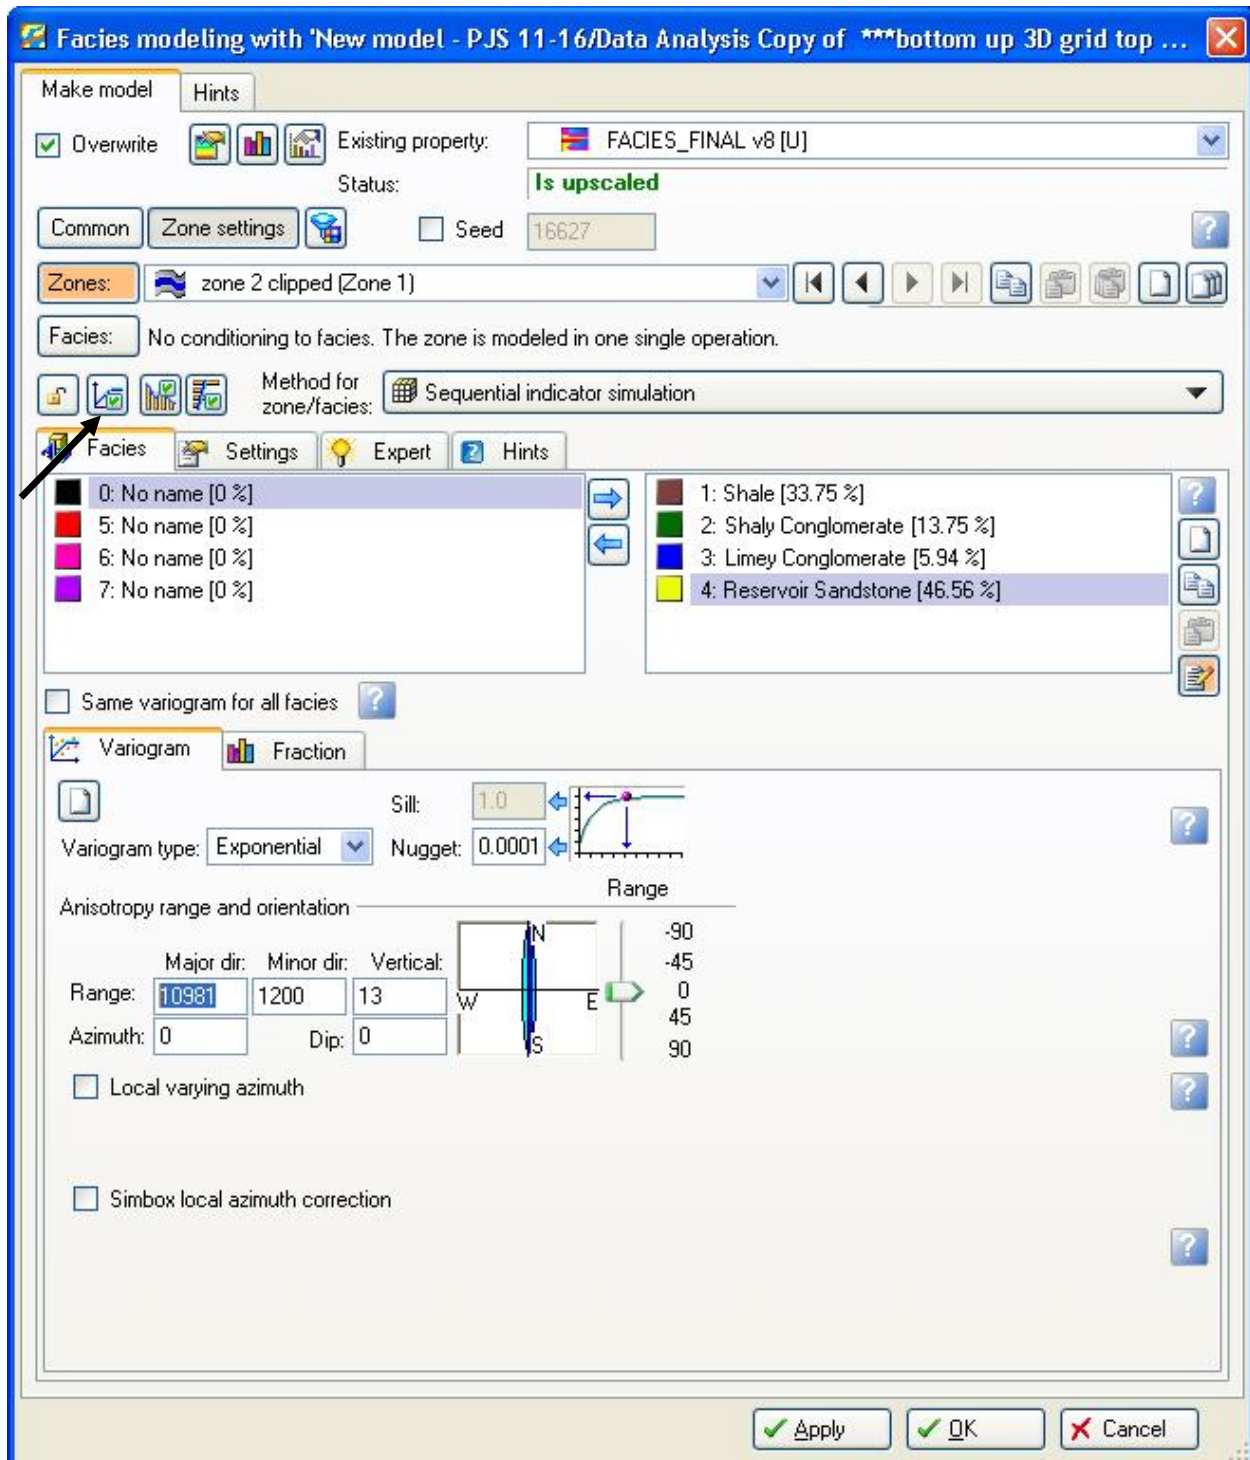 Facies modeling with 'New model - PJS 11-16/Data Analysis Copy of ***bottom up 3D grid top ...
Make model Hints
Overwrite Existing property: FACIES_FINAL v8 [U]
Status: Is upscaled
Common Zone settings Seed 16627
Zones: zone 2 clipped (Zone 1)
Facies: No conditioning to facies. The zone is modeled in one single operation.
Method for zone/facies: Sequential indicator simulation
Facies Settings Expert Hints
0: No name [0 %]
5: No name [0 %]
6: No name [0 %]
7: No name [0 %]
1: Shale [33.75 %]
2: Shaly Conglomerate [13.75 %]
3: Limey Conglomerate [5.94 %]
4: Reservoir Sandstone [46.56 %]
Same variogram for all facies
Variogram Fraction
Sill: 1.0
Variogram type: Exponential Nugget: 0.0001
Range
Anisotropy range and orientation
Major dir: Minor dir: Vertical:
Range: 10981 1200 13
Azimuth: 0 Dip: 0
N
W E
S
-90
-45
0
45
90
Local varying azimuth
Simbox local azimuth correction
Apply OK Cancel